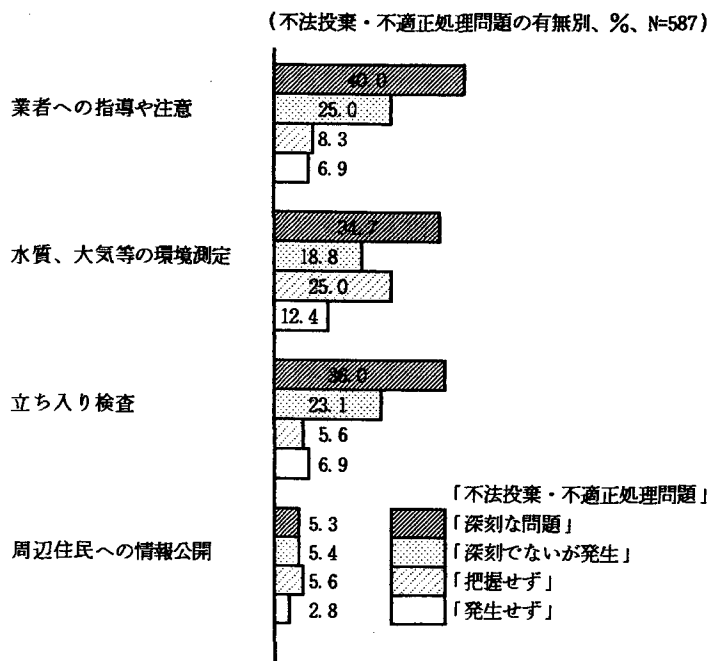 (不法投棄・不適正処理問題の有無別、%、N=587)
業者への指導や注意
40.0
25.0
8.3
6.9
水質、大気等の環境測定
34.7
18.8
25.0
12.4
立ち入り検査
36.0
23.1
5.6
6.9
周辺住民への情報公開
5.3
5.4
5.6
2.8
「不法投棄・不適正処理問題」
「深刻な問題」
「深刻でないが発生」
「把握せず」
「発生せず」